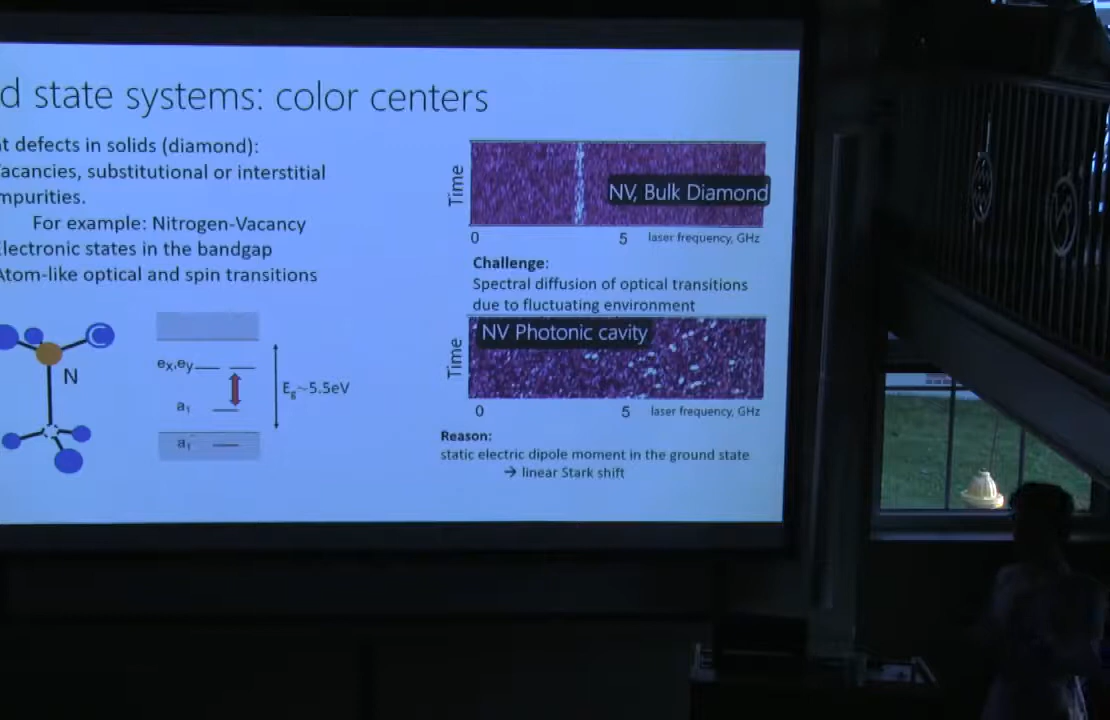 d state systems: color centers
nt defects in solids (diamond):
acancies, substitutional or interstitial
mpurities.
For example: Nitrogen-Vacancy
Electronic states in the bandgap
Atom-like optical and spin transitions
N
C
ex,ey
a1
a1'
Eg~5.5eV
Time
NV, Bulk Diamond
0 5 laser frequency, GHz
Challenge:
Spectral diffusion of optical transitions
due to fluctuating environment
Time
NV Photonic cavity
0 5 laser frequency, GHz
Reason:
static electric dipole moment in the ground state
→ linear Stark shift